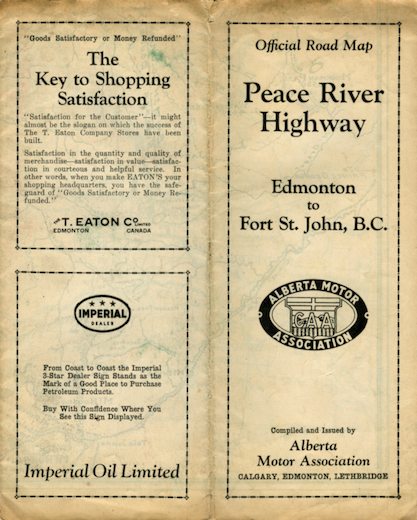 "Goods Satisfactory or Money Refunded"
The
Key to Shopping
Satisfaction
"Satisfaction for the Customer"—it might
almost be the slogan on which the success of
The T. Eaton Company Stores have been
built.
Satisfaction in the quantity and quality of
merchandise—satisfaction in value—satisfac-
tion in courteous and helpful service. In
other words, when you make EATON'S your
shopping headquarters, you have the safe-
guard of "Goods Satisfactory or Money Re-
funded."
THE T. EATON CO LIMITED
EDMONTON CANADA
IMPERIAL
DEALER
From Coast to Coast the Imperial
3-Star Dealer Sign Stands as the
Mark of a Good Place to Purchase
Petroleum Products.
Buy With Confidence Where You
See this Sign Displayed.
Imperial Oil Limited
Official Road Map
Peace River
Highway
Edmonton
to
Fort St. John, B.C.
ALBERTA MOTOR
ASSOCIATION
Compiled and Issued by
Alberta
Motor Association
CALGARY, EDMONTON, LETHBRIDGE